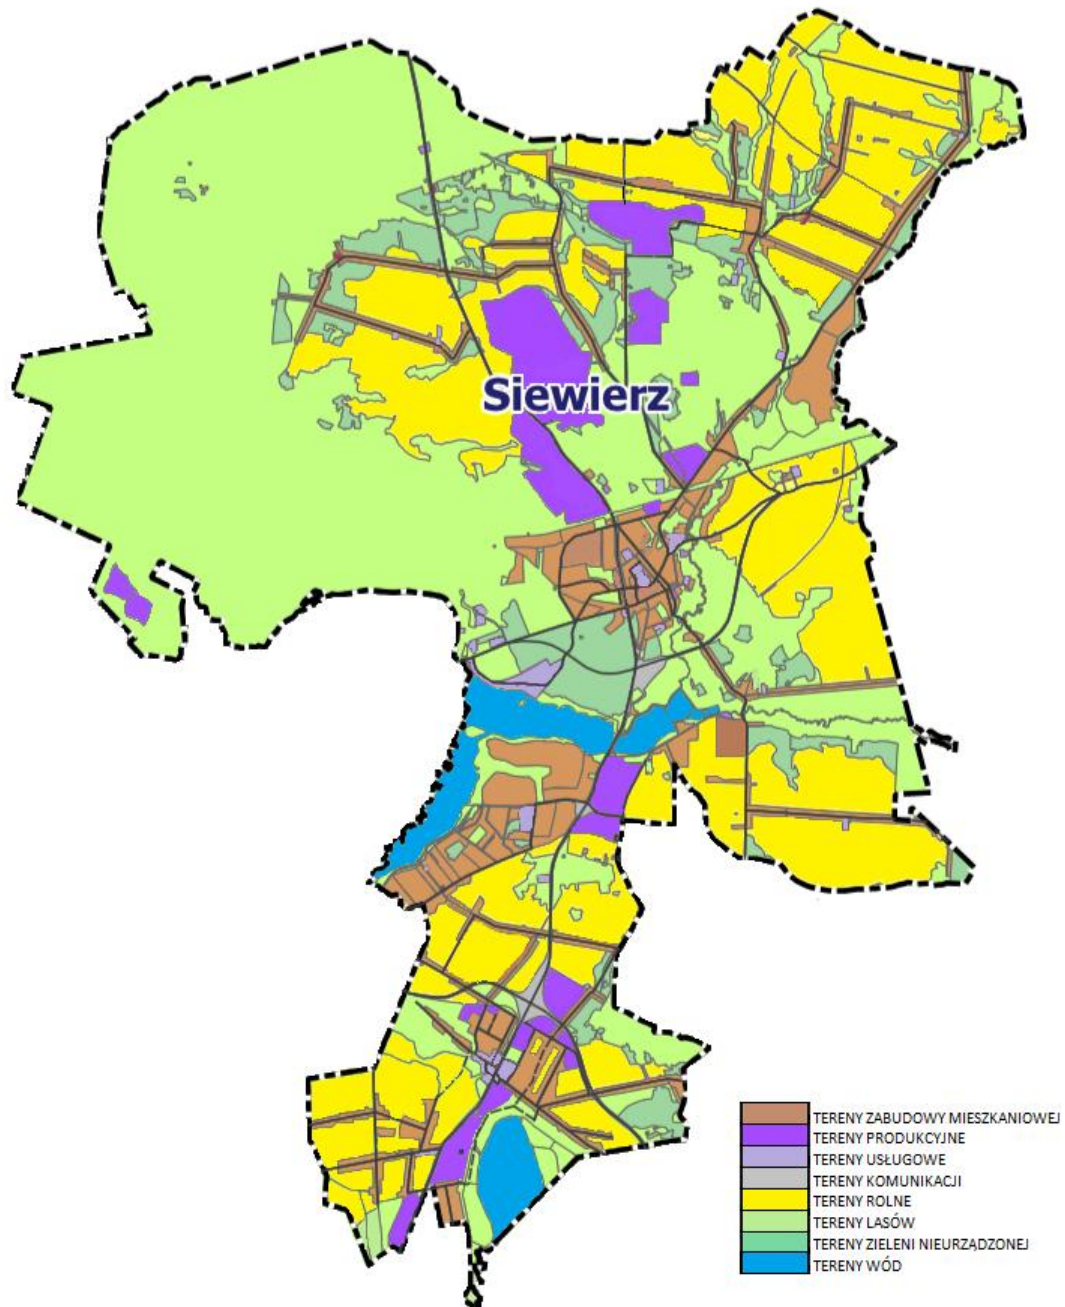 Siewierz
TERENY ZABUDOWY MIESZKANIOWEJ
TERENY PRODUKCYJNE
TERENY USŁUGOWE
TERENY KOMUNIKACJI
TERENY ROLNE
TERENY LASÓW
TERENY ZIELENI NIEURZĄDZONEJ
TERENY WÓD